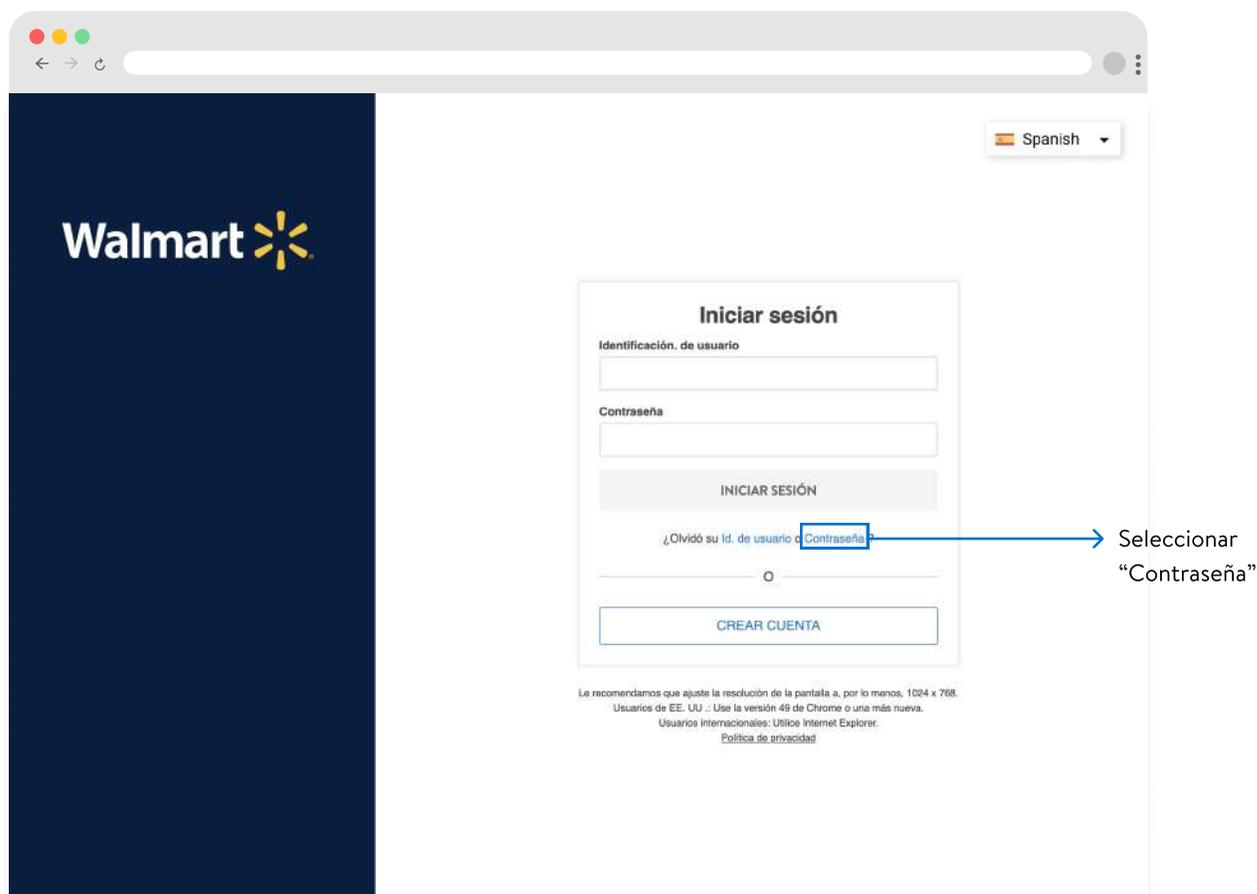 Spanish
Walmart
Iniciar sesión
Identificación. de usuario
Contraseña
INICIAR SESIÓN
¿Olvidó su Id. de usuario o Contraseña ?
Seleccionar
“Contraseña”
O
CREAR CUENTA
Le recomendamos que ajuste la resolución de la pantalla a, por lo menos, 1024 x 768.
Usuarios de EE. UU .: Use la versión 49 de Chrome o una más nueva.
Usuarios internacionales: Utilice Internet Explorer.
Política de privacidad